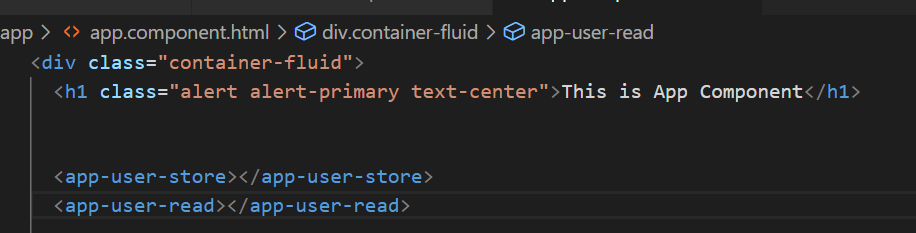 app > app.component.html > div.container-fluid > app-user-read
<div class="container-fluid">
<h1 class="alert alert-primary text-center">This is App Component</h1>
<app-user-store></app-user-store>
<app-user-read></app-user-read>